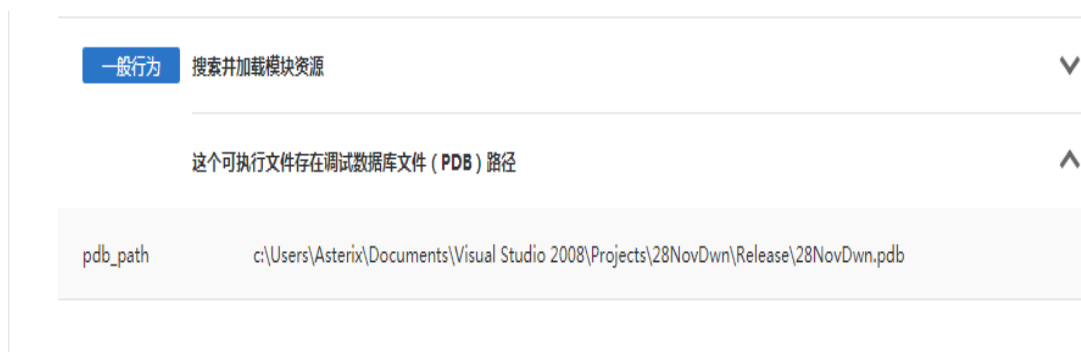 一般行为 搜索并加载模块资源
这个可执行文件存在调试数据库文件（PDB）路径
pdb_path c:\Users\Asterix\Documents\Visual Studio 2008\Projects\28NovDwn\Release\28NovDwn.pdb